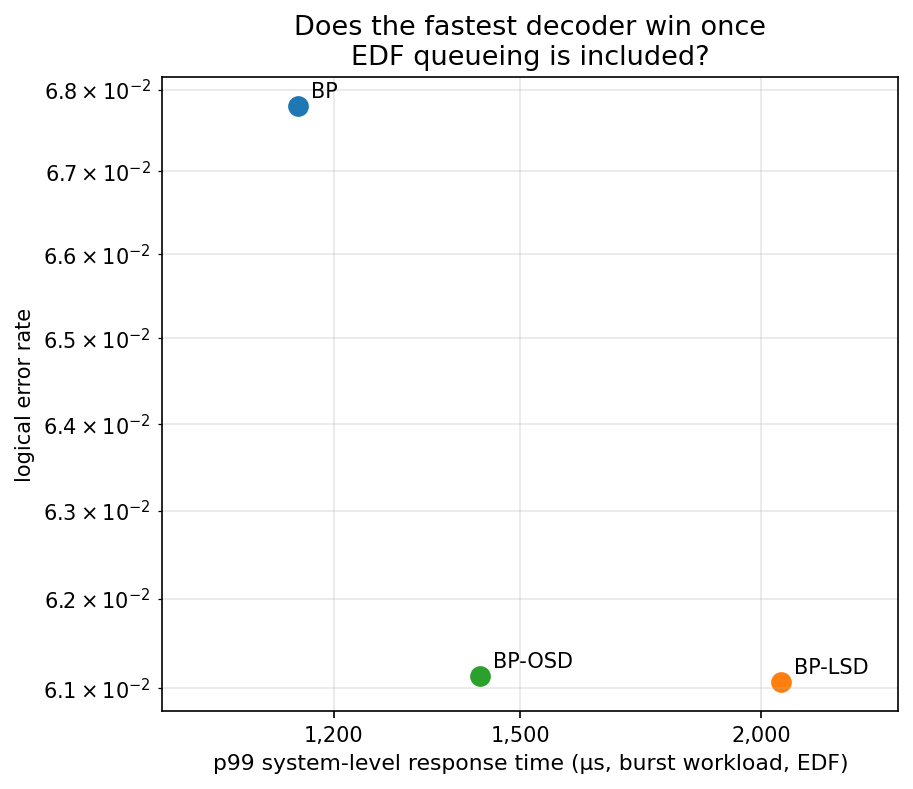 Does the fastest decoder win once
EDF queueing is included?
6.8 × 10⁻²
BP
6.7 × 10⁻²
6.6 × 10⁻²
6.5 × 10⁻²
6.4 × 10⁻²
6.3 × 10⁻²
6.2 × 10⁻²
6.1 × 10⁻²
logical error rate
BP-OSD
BP-LSD
1,200
1,500
2,000
p99 system-level response time (µs, burst workload, EDF)